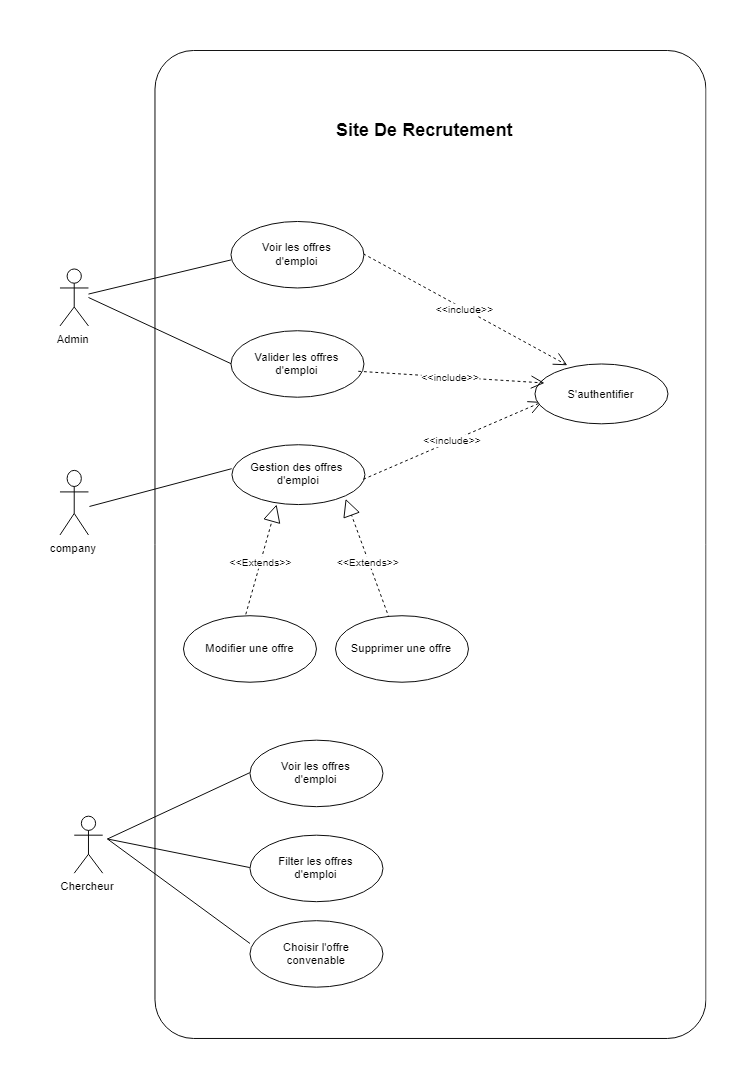 Site De Recrutement
Voir les offres
d'emploi
<<include>>
Admin
Valider les offres
d'emploi
<<include>>
S'authentifier
<<include>>
Gestion des offres
d'emploi
company
<<Extends>>
<<Extends>>
Modifier une offre
Supprimer une offre
Voir les offres
d'emploi
Chercheur
Filter les offres
d'emploi
Choisir l'offre
convenable